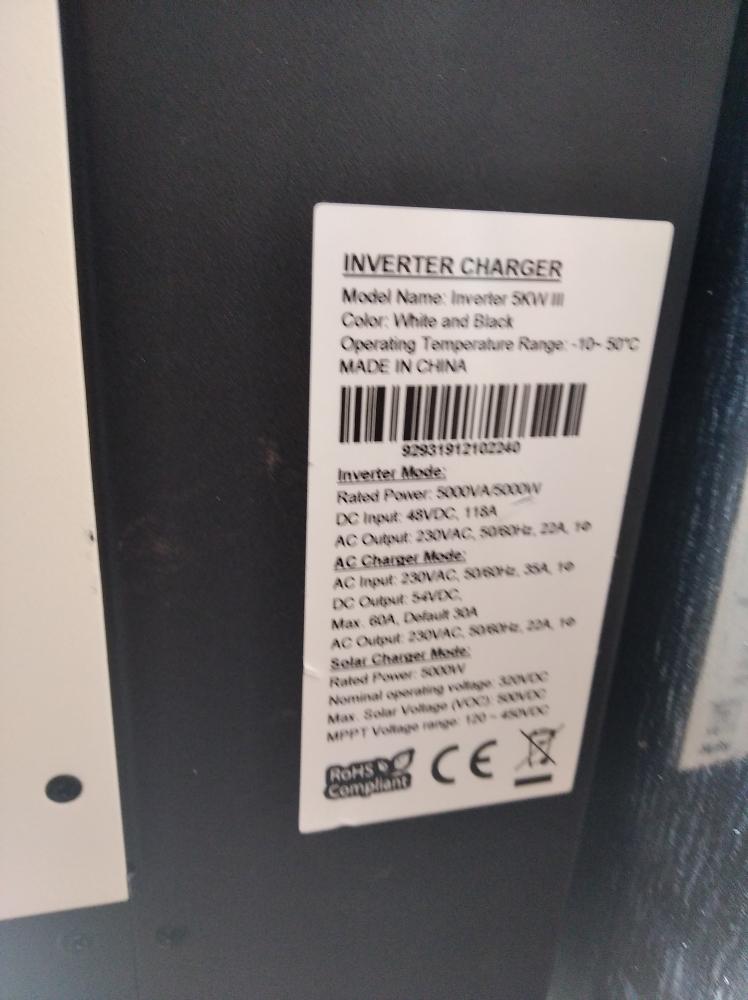 INVERTER CHARGER
Model Name: Inverter 5KW III
Color: White and Black
Operating Temperature Range: -10~ 50°C
MADE IN CHINA
92931912102240
Inverter Mode:
Rated Power: 5000VA/5000W
DC Input: 48VDC, 118A
AC Output: 230VAC, 50/60Hz, 22A, 1Φ
AC Charger Mode:
AC Input: 230VAC, 50/60Hz, 35A, 1Φ
DC Output: 54VDC,
Max. 60A, Default 30A
AC Output: 230VAC, 50/60Hz, 22A, 1Φ
Solar Charger Mode:
Rated Power: 5000W
Nominal operating voltage: 320VDC
Max. Solar Voltage (VOC): 500VDC
MPPT Voltage range: 120 ~ 450VDC
RoHS
Compliant
CE